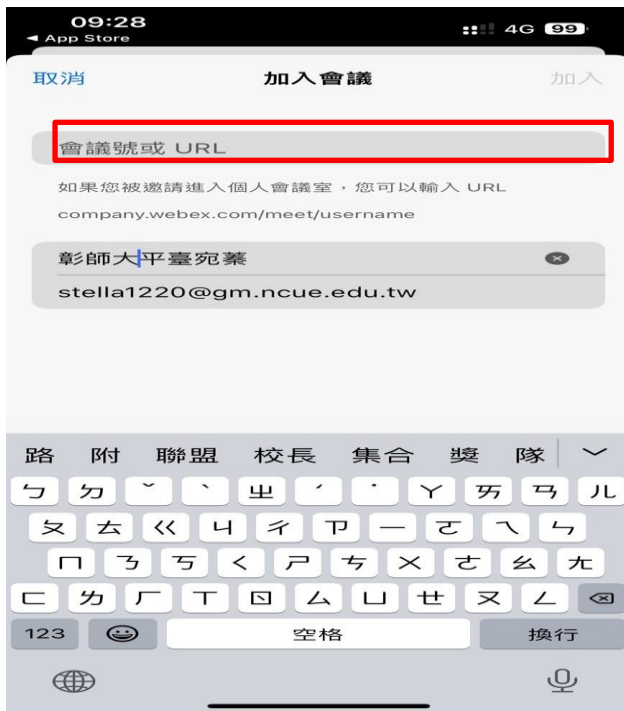 09:28
4G 99
◀ App Store
取消 加入會議 加入
會議號或 URL
如果您被邀請進入個人會議室，您可以輸入 URL
company.webex.com/meet/username
彰師大平臺宛蓁
stella1220@gm.ncue.edu.tw
路 附 聯盟 校長 集合 獎 隊
ㄅ ㄉ ˇ ˋ ㄓ ˊ ˙ ㄚ ㄞ ㄢ ㄦ
ㄆ ㄊ ㄍ ㄐ ㄔ ㄗ ㄧ ㄛ ㄟ ㄣ
ㄇ ㄋ ㄎ ㄑ ㄕ ㄘ ㄨ ㄜ ㄠ ㄤ
ㄈ ㄌ ㄏ ㄒ ㄖ ㄙ ㄩ ㄝ ㄡ ㄥ
123 空格 換行